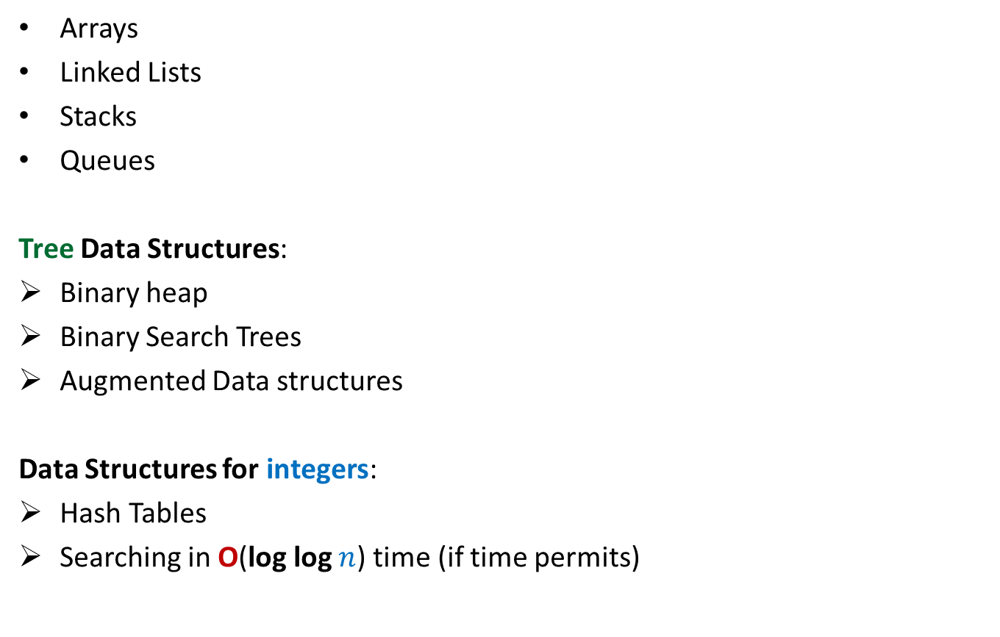 • Arrays
• Linked Lists
• Stacks
• Queues
Tree Data Structures:
➢ Binary heap
➢ Binary Search Trees
➢ Augmented Data structures
Data Structures for integers:
➢ Hash Tables
➢ Searching in O(log log 𝑛) time (if time permits)